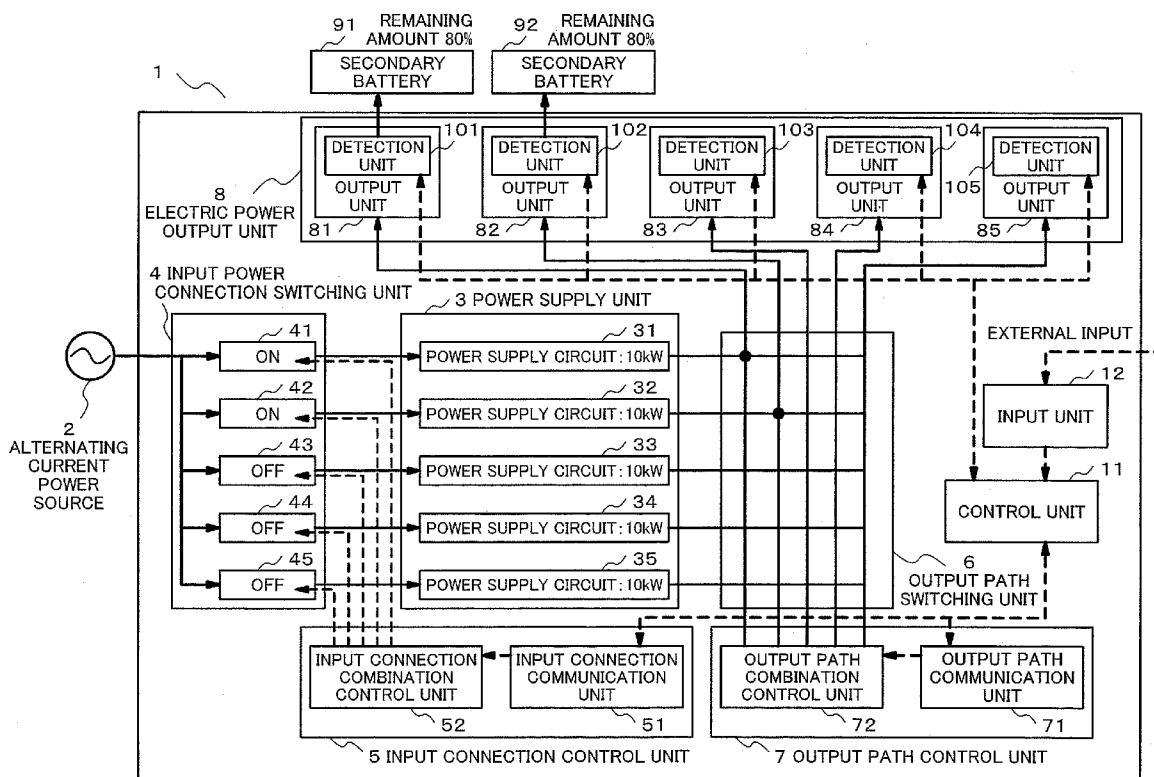 91
REMAINING
AMOUNT 80%
92
REMAINING
AMOUNT 80%
SECONDARY
BATTERY
SECONDARY
BATTERY
1
101
102
103
104
DETECTION
UNIT
DETECTION
UNIT
DETECTION
UNIT
DETECTION
UNIT
DETECTION
UNIT
105
OUTPUT
UNIT
OUTPUT
UNIT
OUTPUT
UNIT
OUTPUT
UNIT
OUTPUT
UNIT
8
ELECTRIC POWER
OUTPUT UNIT
81
82
83
84
85
4 INPUT POWER
CONNECTION SWITCHING UNIT
3 POWER SUPPLY UNIT
41
ON
42
ON
43
OFF
44
OFF
45
OFF
31
POWER SUPPLY CIRCUIT:10kW
32
POWER SUPPLY CIRCUIT:10kW
33
POWER SUPPLY CIRCUIT:10kW
34
POWER SUPPLY CIRCUIT:10kW
35
POWER SUPPLY CIRCUIT:10kW
2
ALTERNATING
CURRENT
POWER
SOURCE
EXTERNAL INPUT
12
INPUT UNIT
11
CONTROL UNIT
6
OUTPUT PATH
SWITCHING UNIT
INPUT CONNECTION
COMBINATION
CONTROL UNIT
52
INPUT CONNECTION
COMMUNICATION
UNIT
51
OUTPUT PATH
COMBINATION
CONTROL UNIT
72
OUTPUT PATH
COMMUNICATION
UNIT
71
5 INPUT CONNECTION CONTROL UNIT
7 OUTPUT PATH CONTROL UNIT